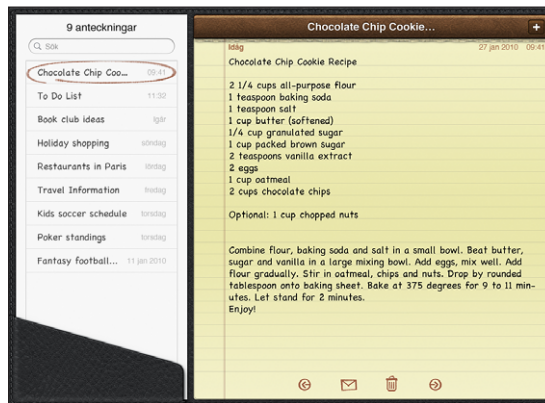 9 anteckningar
Sök
Chocolate Chip Coo... 09:41
To Do List 11:32
Book club ideas igår
Holiday shopping söndag
Restaurants in Paris lördag
Travel Information fredag
Kids soccer schedule torsdag
Poker standings torsdag
Fantasy football... 11 jan 2010
Chocolate Chip Cookie...
+
Idag 27 jan 2010 09:41
Chocolate Chip Cookie Recipe
2 1/4 cups all-purpose flour
1 teaspoon baking soda
1 teaspoon salt
1 cup butter (softened)
1/4 cup granulated sugar
1 cup packed brown sugar
2 teaspoons vanilla extract
2 eggs
1 cup oatmeal
2 cups chocolate chips
Optional: 1 cup chopped nuts
Combine flour, baking soda and salt in a small bowl. Beat butter,
sugar and vanilla in a large mixing bowl. Add eggs, mix well. Add
flour gradually. Stir in oatmeal, chips and nuts. Drop by rounded
tablespoon onto baking sheet. Bake at 375 degrees for 9 to 11 min-
utes. Let stand for 2 minutes.
Enjoy!